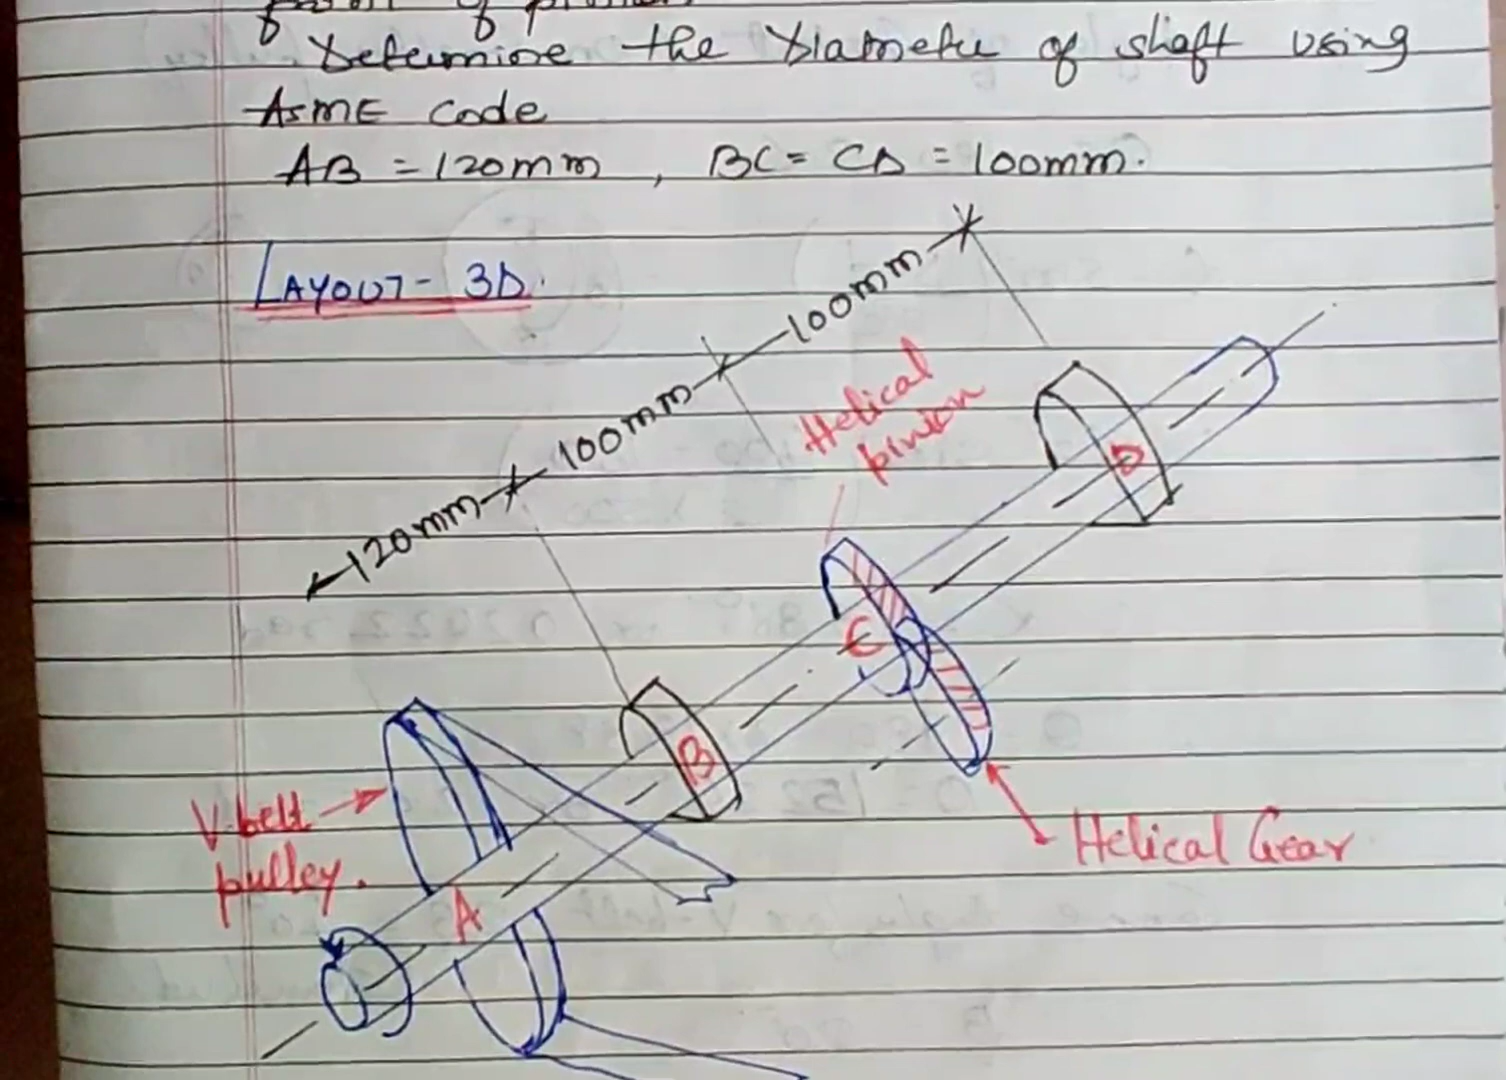 Determine the Diameter of shaft using
ASME Code
AB = 120mm , BC = CD = 100mm.
LAYOUT - 3D.
100mm
100mm
120mm
Helical
pinion
D
C
B
V-belt
pulley.
A
Helical Gear